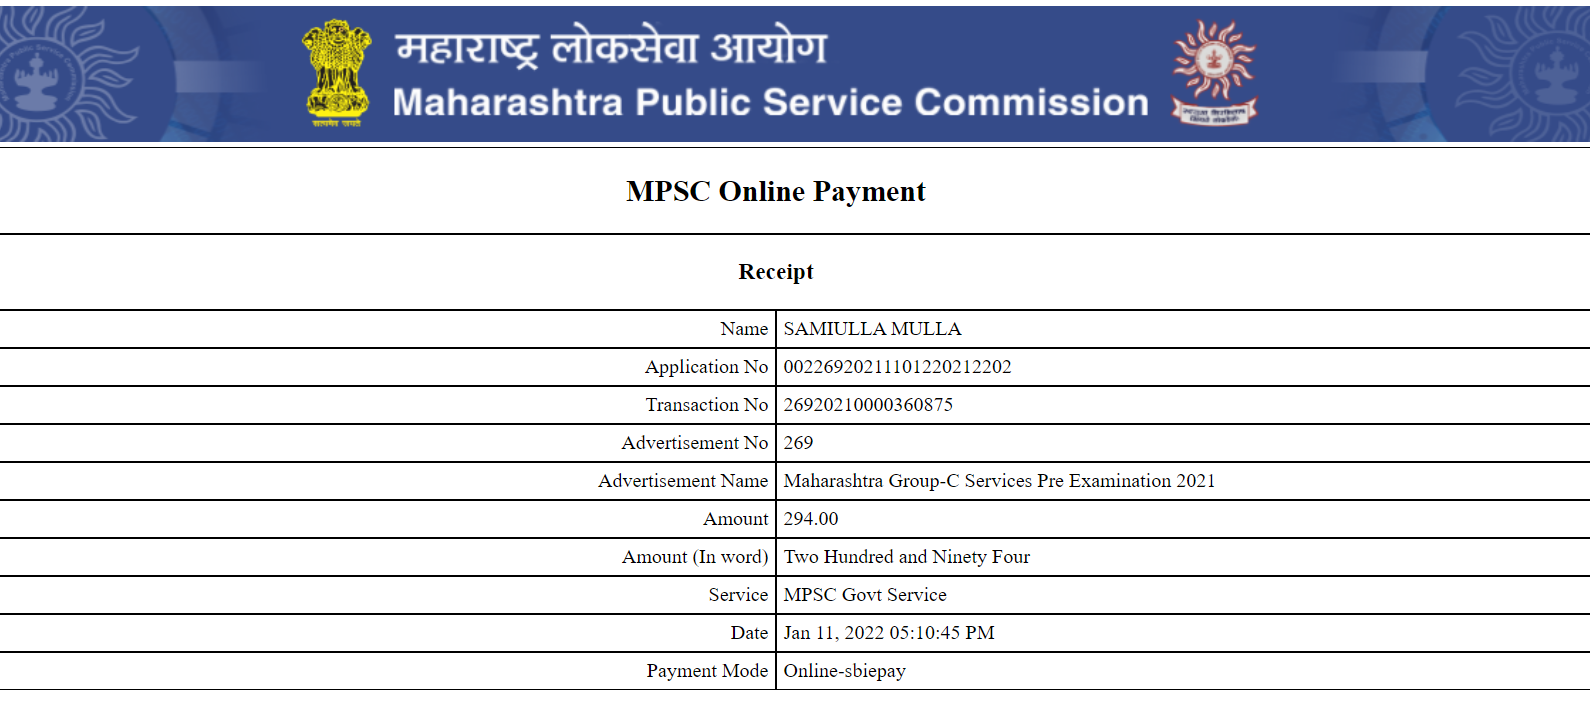 महाराष्ट्र लोकसेवा आयोग
Maharashtra Public Service Commission
सत्यमेव जयते
MPSC Online Payment
Receipt
Name SAMIULLA MULLA
Application No 00226920211101220212202
Transaction No 26920210000360875
Advertisement No 269
Advertisement Name Maharashtra Group-C Services Pre Examination 2021
Amount 294.00
Amount (In word) Two Hundred and Ninety Four
Service MPSC Govt Service
Date Jan 11, 2022 05:10:45 PM
Payment Mode Online-sbiepay